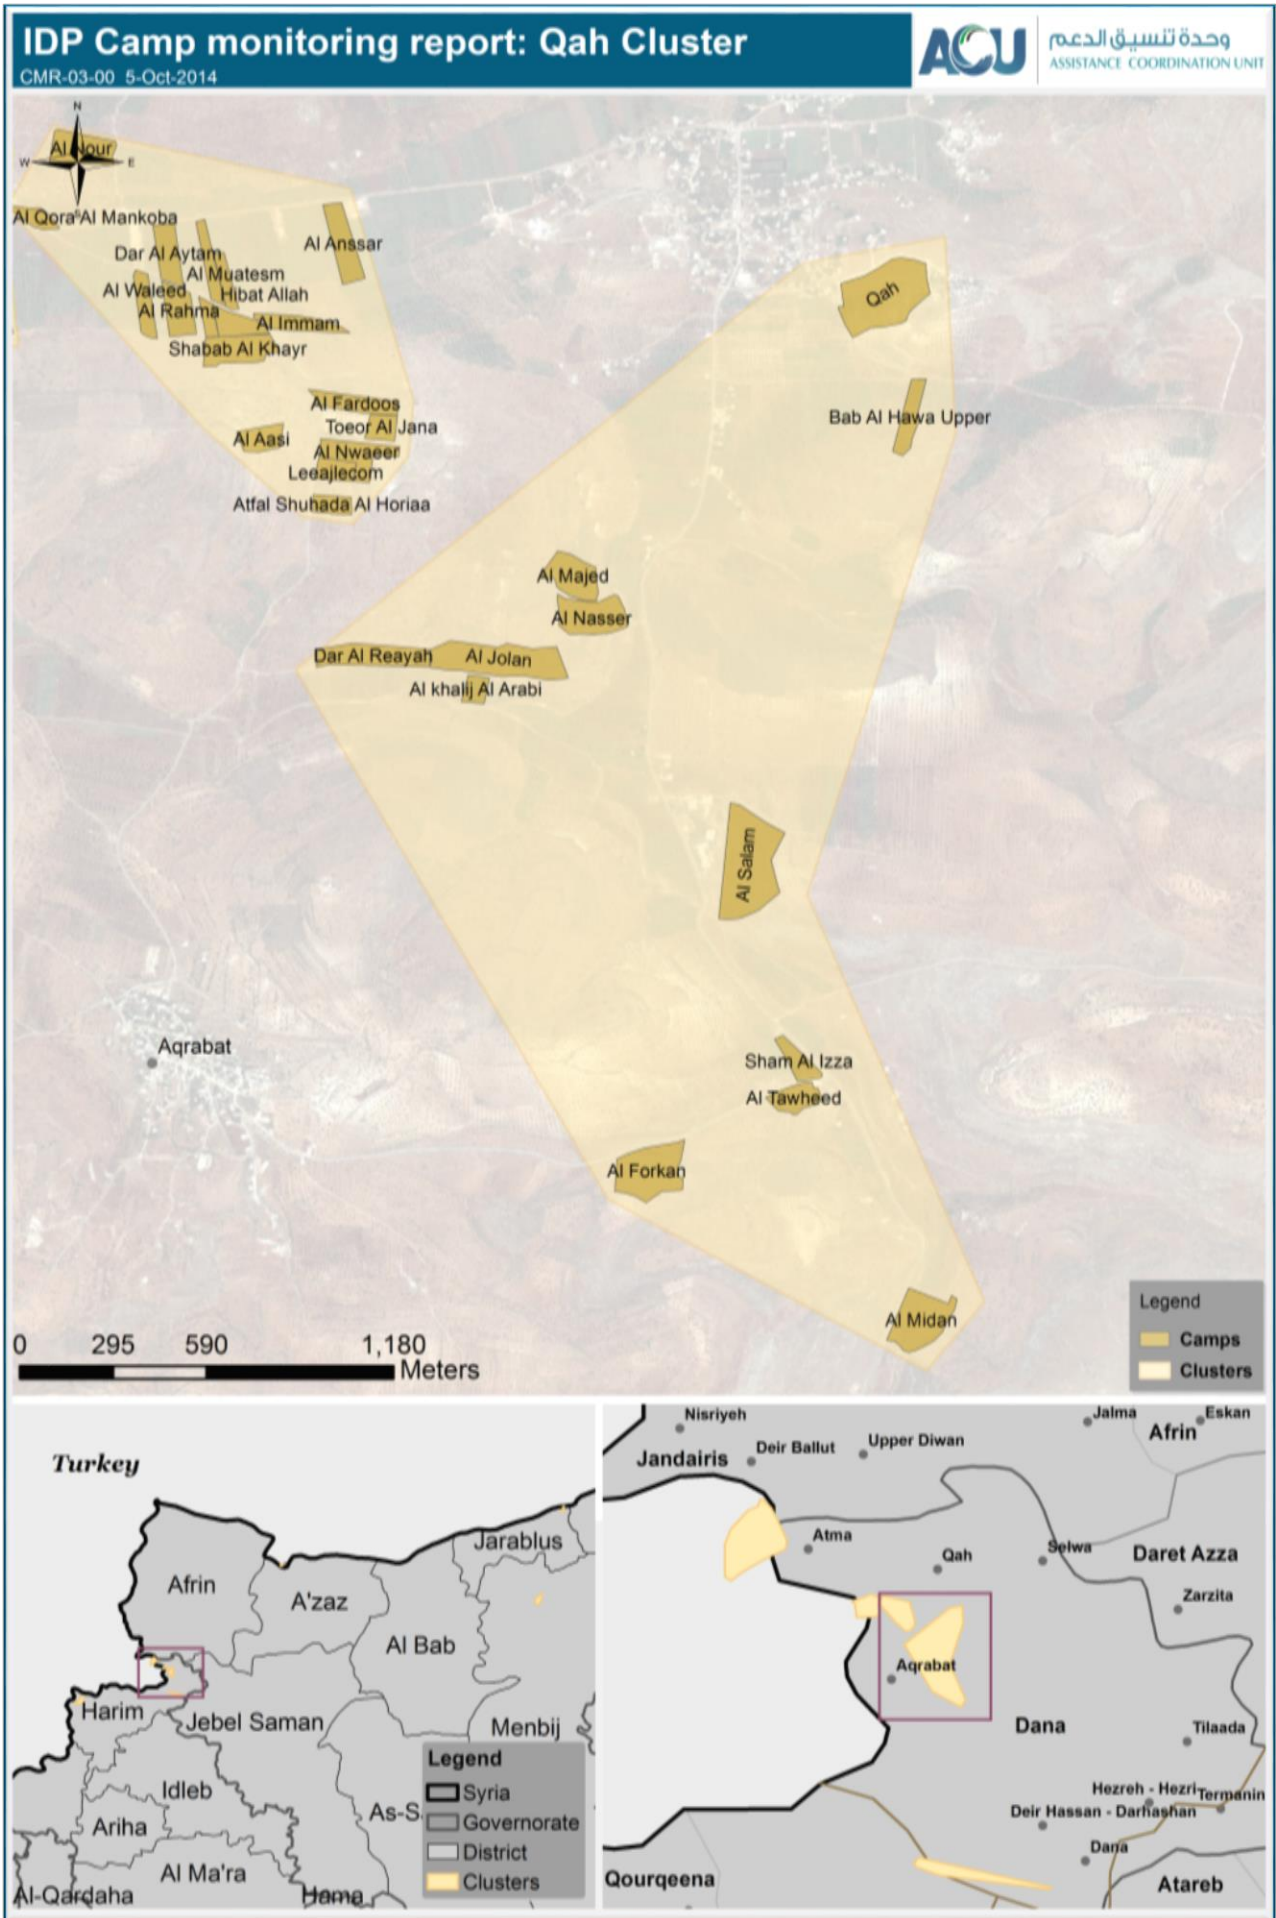 IDP Camp monitoring report: Qah Cluster
CMR-03-00 5-Oct-2014
ACU
وحدة تنسيق الدعم
ASSISTANCE COORDINATION UNIT
N
W
E
Al Nour
Al Qora
Al Mankoba
Dar Al Aytam
Al Anssar
Al Muatesm
Al Waleed
Hibat Allah
Al Rahma
Al Immam
Shabab Al Khayr
Qah
Al Fardoos
Toeor Al Jana
Bab Al Hawa Upper
Al Aasi
Al Nwaeer
Leeajlecom
Atfal Shuhada Al Horiaa
Al Majed
Al Nasser
Dar Al Reayah
Al Jolan
Al khalij Al Arabi
Al Salam
Aqrabat
Sham Al Izza
Al Tawheed
Al Forkan
Al Midan
Legend
Camps
Clusters
0 295 590 1,180
Meters
Turkey
Jarablus
Afrin
A'zaz
Al Bab
Harim
Jebel Saman
Menbij
Idleb
As-S
Ariha
Al Ma'ra
Al-Qardaha
Hama
Legend
Syria
Governorate
District
Clusters
Nisriyeh
Jalma
Eskan
Afrin
Jandairis
Deir Ballut
Upper Diwan
Atma
Qah
Selwa
Daret Azza
Zarzita
Aqrabat
Dana
Tilaada
Hezreh - Hezri
Termanin
Deir Hassan - Darhashan
Dana
Qourqeena
Atareb